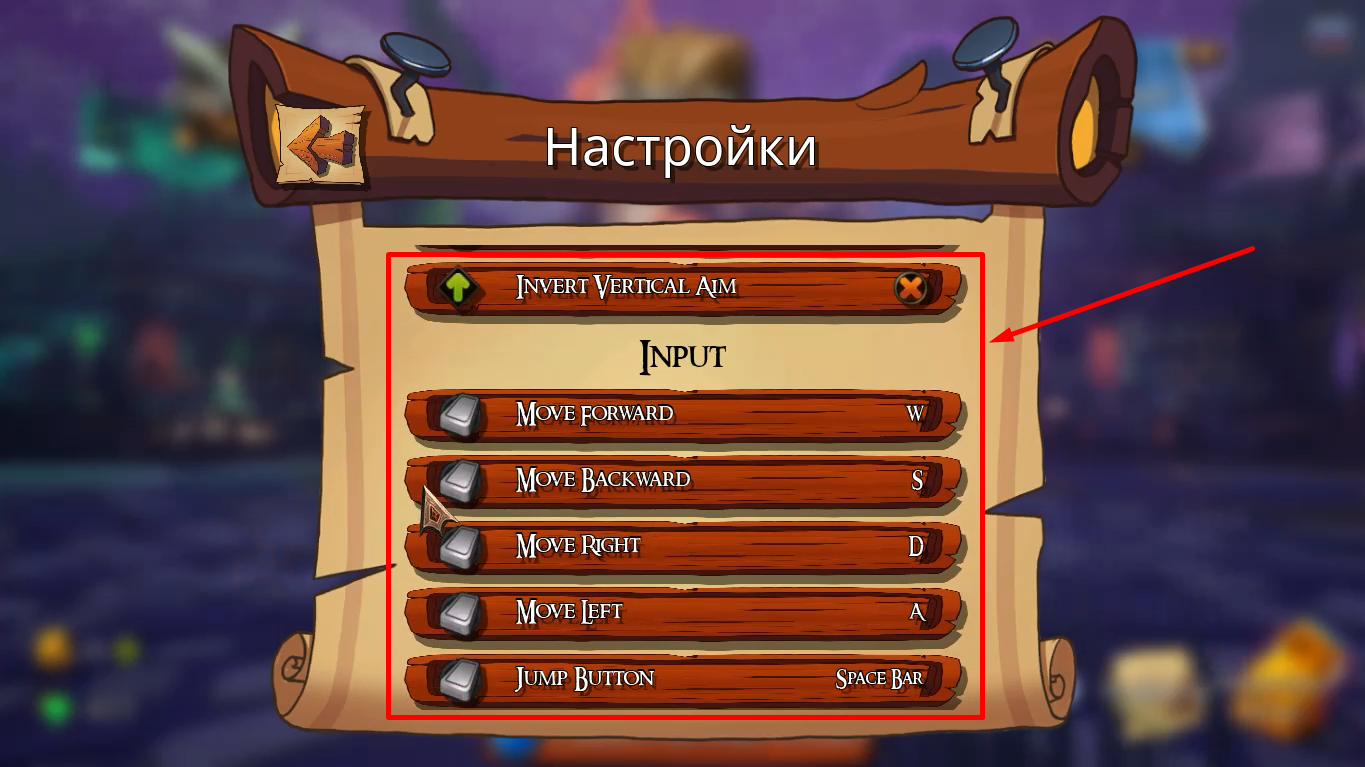 Настройки
Invert Vertical Aim
Input
Move Forward W
Move Backward S
Move Right D
Move Left A
Jump Button Space Bar